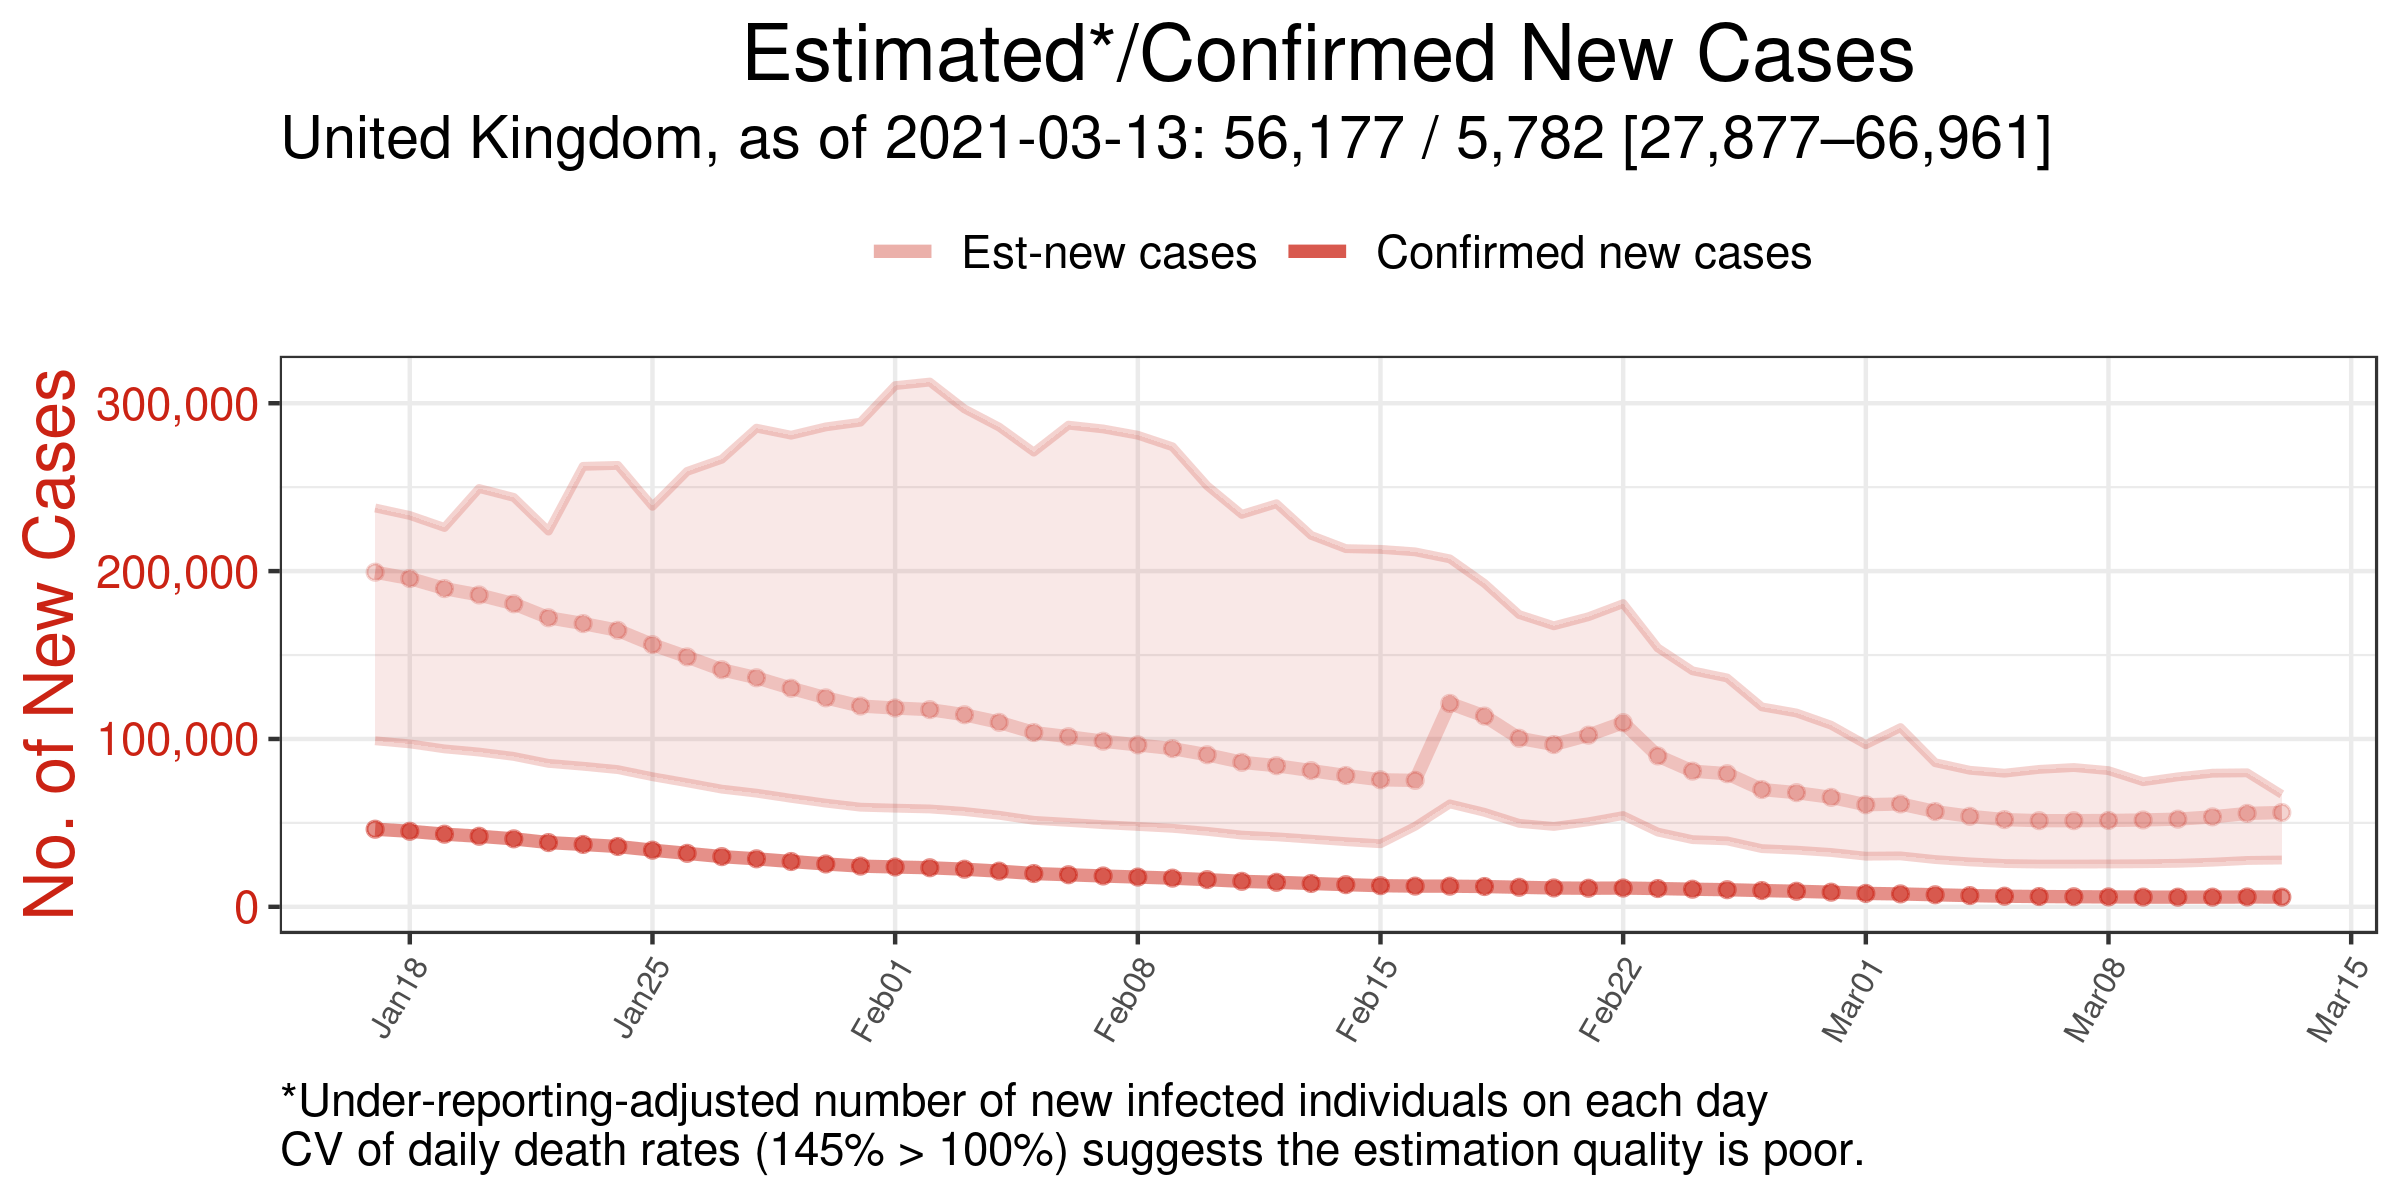 Estimated*/Confirmed New Cases
United Kingdom, as of 2021-03-13: 56,177 / 5,782 [27,877–66,961]
Est-new cases
Confirmed new cases
No. of New Cases
300,000
200,000
100,000
0
Jan18
Jan25
Feb01
Feb08
Feb15
Feb22
Mar01
Mar08
Mar15
*Under-reporting-adjusted number of new infected individuals on each day
CV of daily death rates (145% > 100%) suggests the estimation quality is poor.